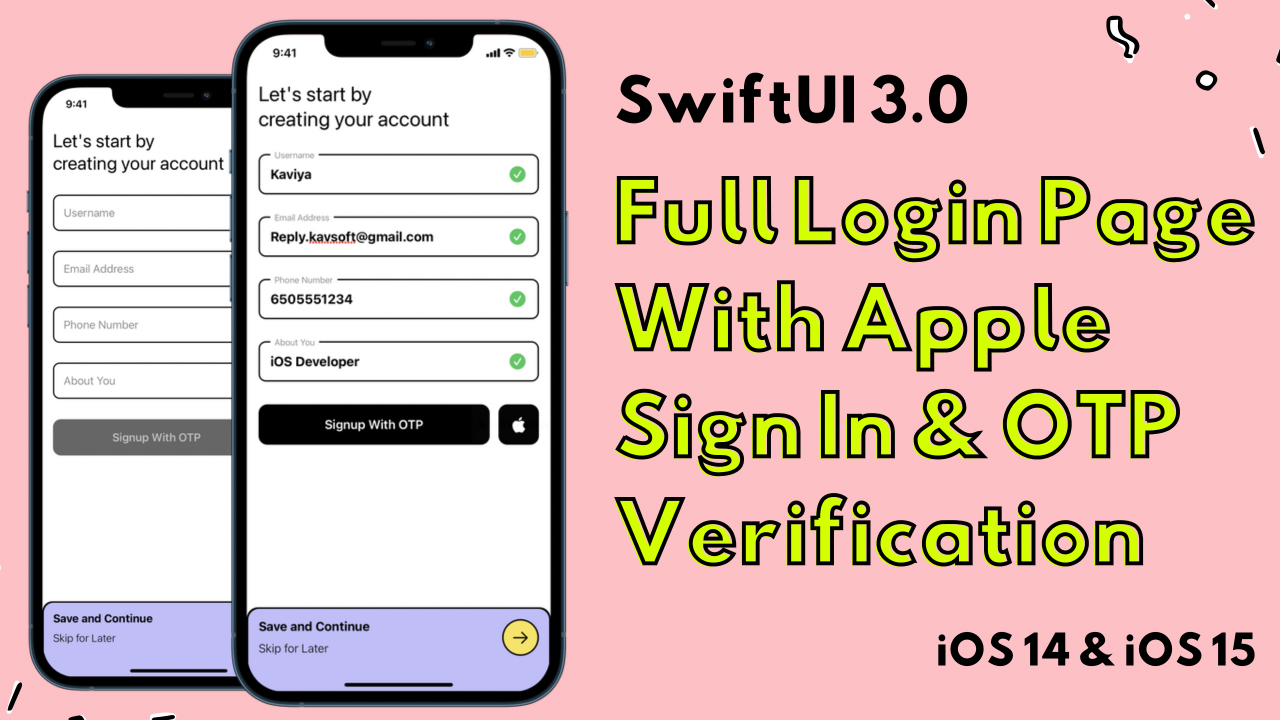 9:41
Let's start by
creating your account
Username
Email Address
Phone Number
About You
Signup With OTP
Save and Continue
Skip for Later
9:41
Let's start by
creating your account
Username
Kaviya
Email Address
Reply.kavsoft@gmail.com
Phone Number
6505551234
About You
iOS Developer
Signup With OTP
Save and Continue
Skip for Later
SwiftUI 3.0
Full Login Page
With Apple
Sign In & OTP
Verification
iOS 14 & iOS 15